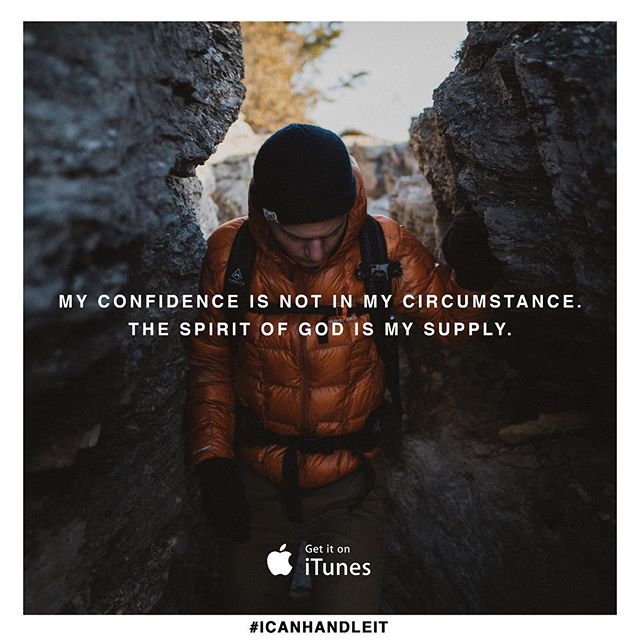 MY CONFIDENCE IS NOT IN MY CIRCUMSTANCE.
THE SPIRIT OF GOD IS MY SUPPLY.
Get it on
iTunes
#ICANHANDLEIT